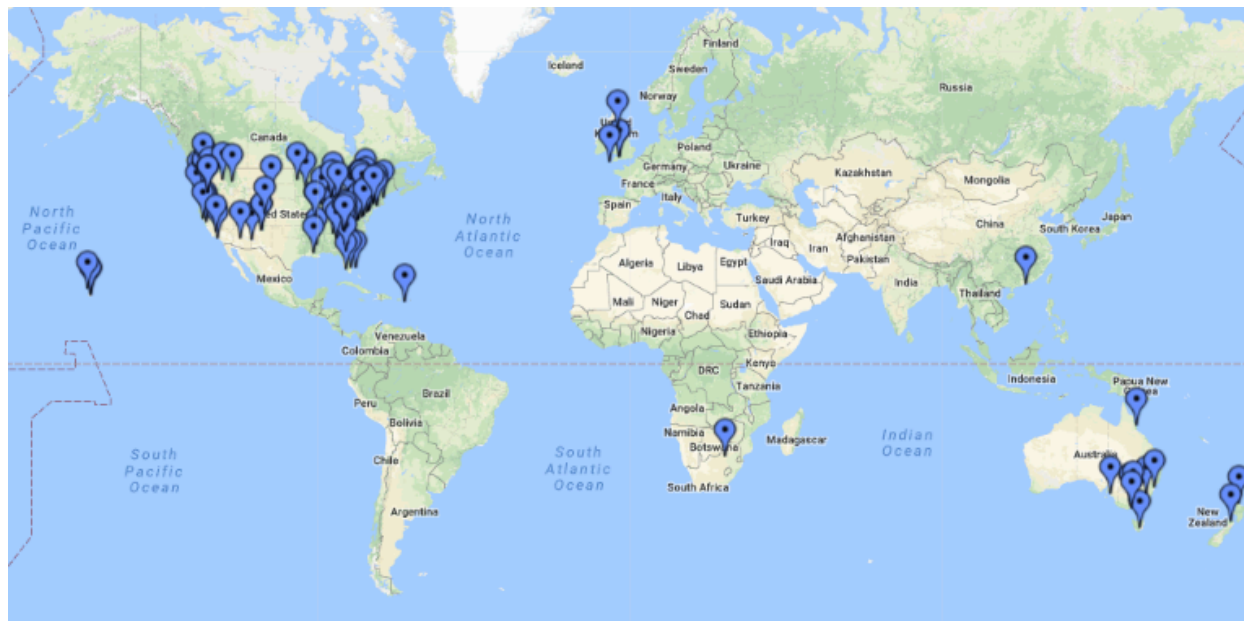 Finland
Iceland
Sweden
Norway
Russia
Canada
Poland
Germany
Ukraine
Kazakhstan
Mongolia
France
Italy
Spain
Turkey
North
Pacific
Ocean
North
Atlantic
Ocean
China
Japan
South Korea
Iraq
Iran
Afghanistan
Pakistan
Algeria
Libya
Egypt
Saudi Arabia
Mexico
India
Mali
Niger
Sudan
Chad
Thailand
Nigeria
Ethiopia
Venezuela
Colombia
Kenya
DRC
Indonesia
Tanzania
Papua New
Brazil
Peru
Angola
Bolivia
Namibia
Madagascar
Botswana
Indian
Ocean
South
Pacific
Ocean
South
Atlantic
Ocean
Chile
Australia
South Africa
Argentina
New
Zealand